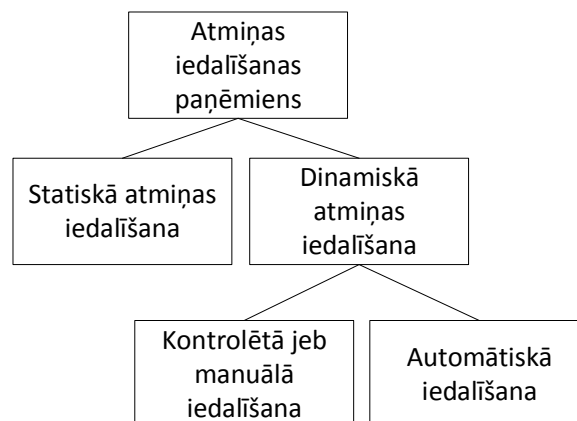 Atmiņas
iedalīšanas
paņēmiens
Statiskā atmiņas
iedalīšana
Dinamiskā
atmiņas
iedalīšana
Kontrolētā jeb
manuālā
iedalīšana
Automātiskā
iedalīšana